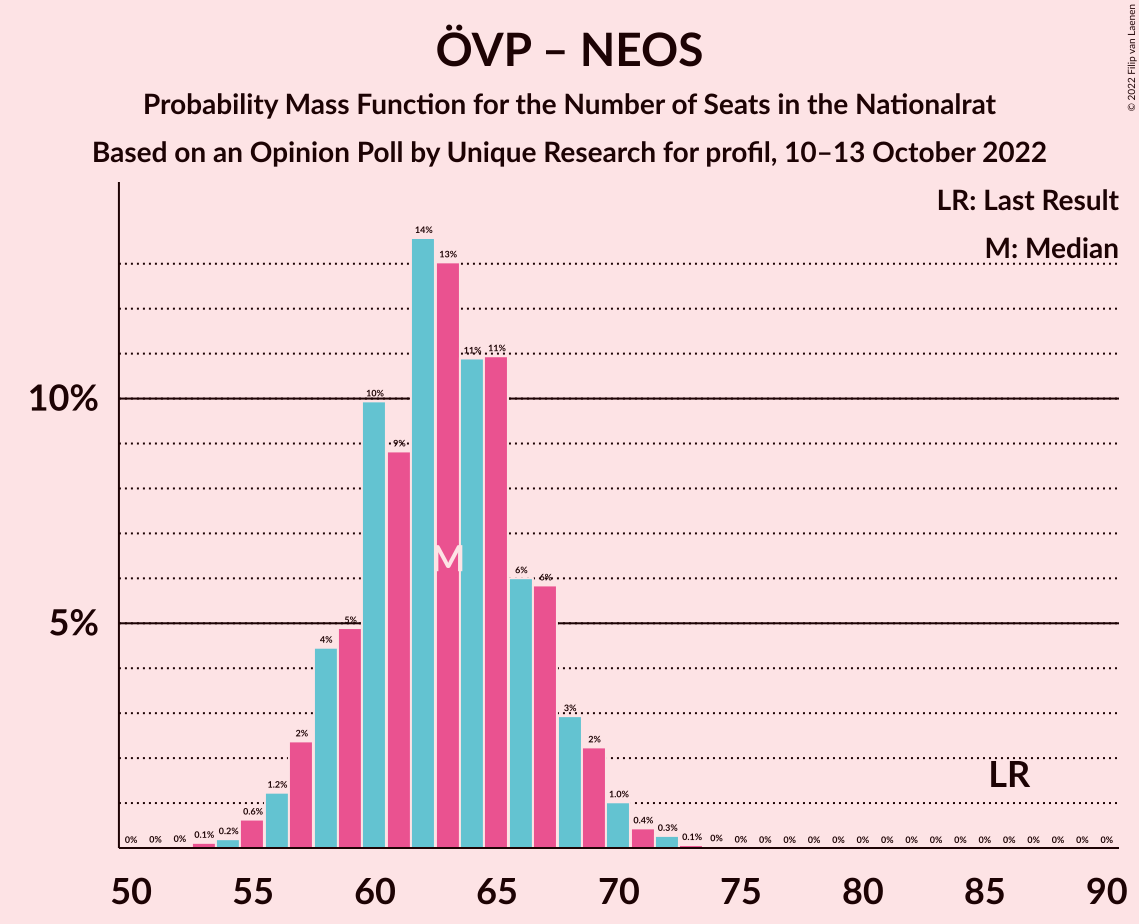 ÖVP – NEOS
Probability Mass Function for the Number of Seats in the Nationalrat
Based on an Opinion Poll by Unique Research for profil, 10–13 October 2022
© 2022 Filip van Laenen
LR: Last Result
M: Median
14%
13%
11% 11%
10%
10%
9%
M
6% 6%
5%
5%
4%
3%
2% 2%
LR
1.2% 1.0%
0.6% 0.4%
0% 0% 0% 0.1% 0.2% 0.3% 0.1% 0% 0% 0% 0% 0% 0% 0% 0% 0% 0% 0% 0% 0% 0% 0% 0% 0%
50 55 60 65 70 75 80 85 90